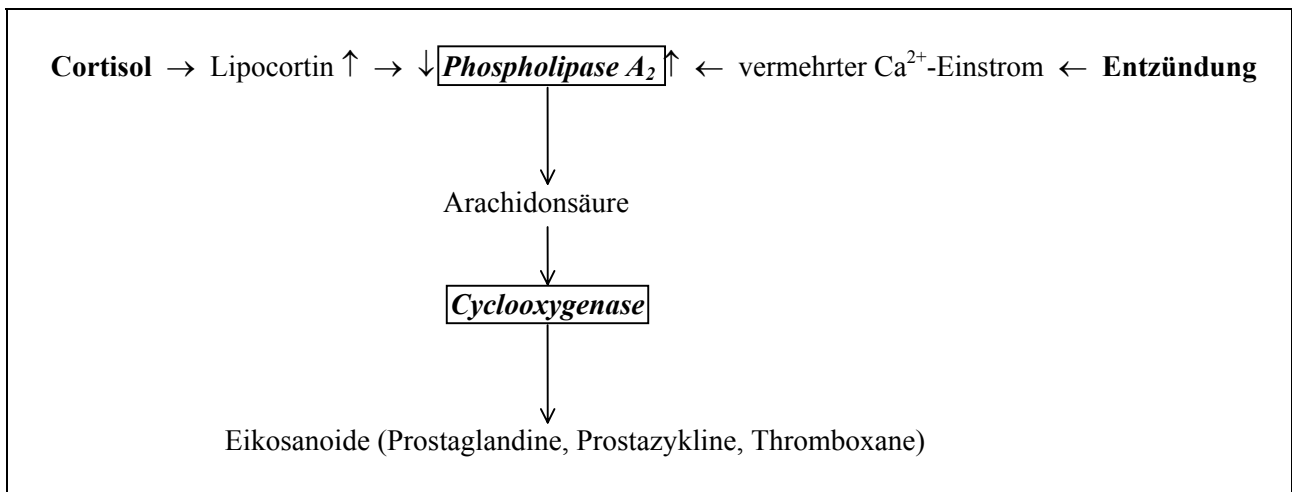 Cortisol → Lipocortin ↑ → ↓ Phospholipase A₂ ↑ ← vermehrter Ca²⁺-Einstrom ← Entzündung
Arachidonsäure
Cyclooxygenase
Eikosanoide (Prostaglandine, Prostazykline, Thromboxane)